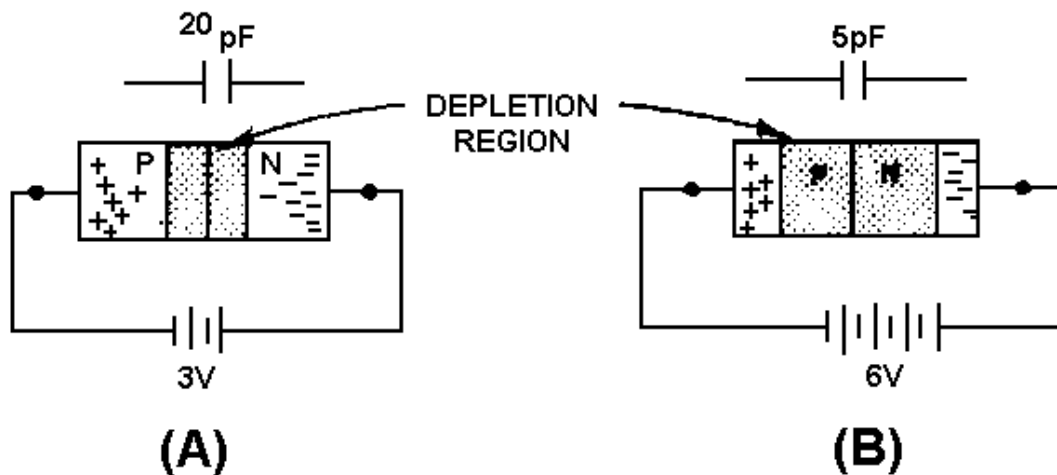 20 pF
5pF
DEPLETION
REGION
P
N
P
N
3V
6V
(A)
(B)